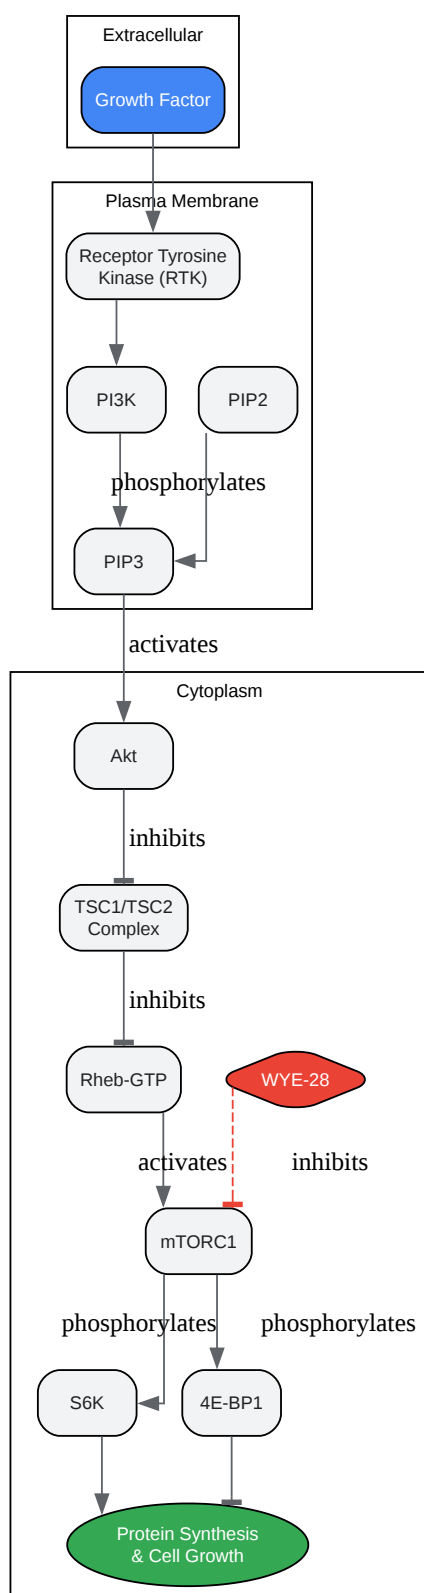 Extracellular
Growth Factor
Plasma Membrane
Receptor Tyrosine
Kinase (RTK)
PI3K
PIP2
phosphorylates
PIP3
activates
Cytoplasm
Akt
inhibits
TSC1/TSC2
Complex
inhibits
Rheb-GTP
WYE-28
activates
inhibits
mTORC1
phosphorylates
phosphorylates
S6K
4E-BP1
Protein Synthesis
& Cell Growth